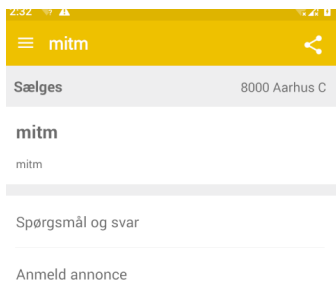 2:32
mitm
Sælges 8000 Aarhus C
mitm
mitm
Spørgsmål og svar
Anmeld annonce